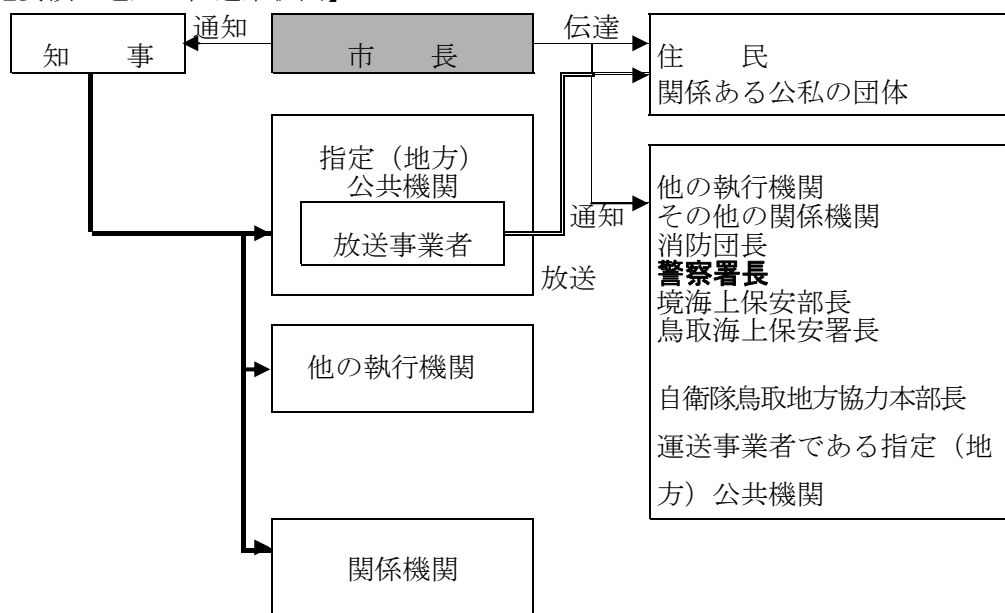 通知
伝達
知　　事
市　　長
住　　民
関係ある公私の団体
指定（地方）
公共機関
放送事業者
通知
放送
他の執行機関
その他の関係機関
消防団長
警察署長
境海上保安部長
鳥取海上保安署長
自衛隊鳥取地方協力本部長
運送事業者である指定（地
方）公共機関
他の執行機関
関係機関